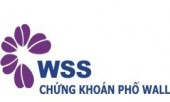 WSS
CHỨNG KHOÁN PHỐ WALL